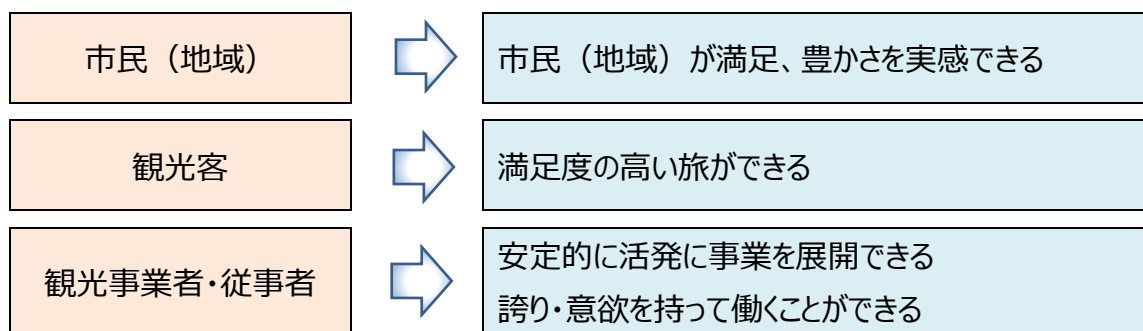 市民（地域）
市民（地域）が満足、豊かさを実感できる
観光客
満足度の高い旅ができる
観光事業者・従事者
安定的に活発に事業を展開できる
誇り・意欲を持って働くことができる